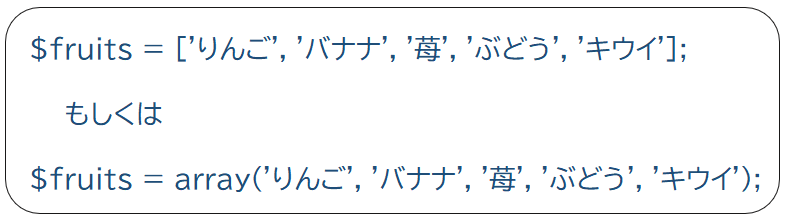 $fruits = [’りんご’, ’バナナ’, ’苺’, ’ぶどう’, ’キウイ’];
もしくは
$fruits = array(’りんご’, ’バナナ’, ’苺’, ’ぶどう’, ’キウイ’);